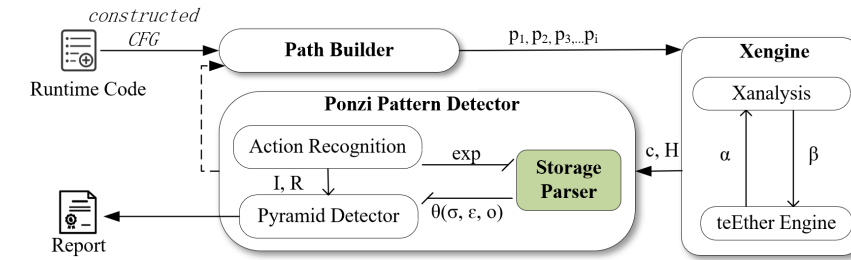 constructed
CFG
Runtime Code
Path Builder
p1, p2, p3,...pi
Xengine
Xanalysis
α
β
teEther Engine
c, H
Ponzi Pattern Detector
Action Recognition
exp
Storage
Parser
I, R
θ(σ, ε, o)
Pyramid Detector
Report